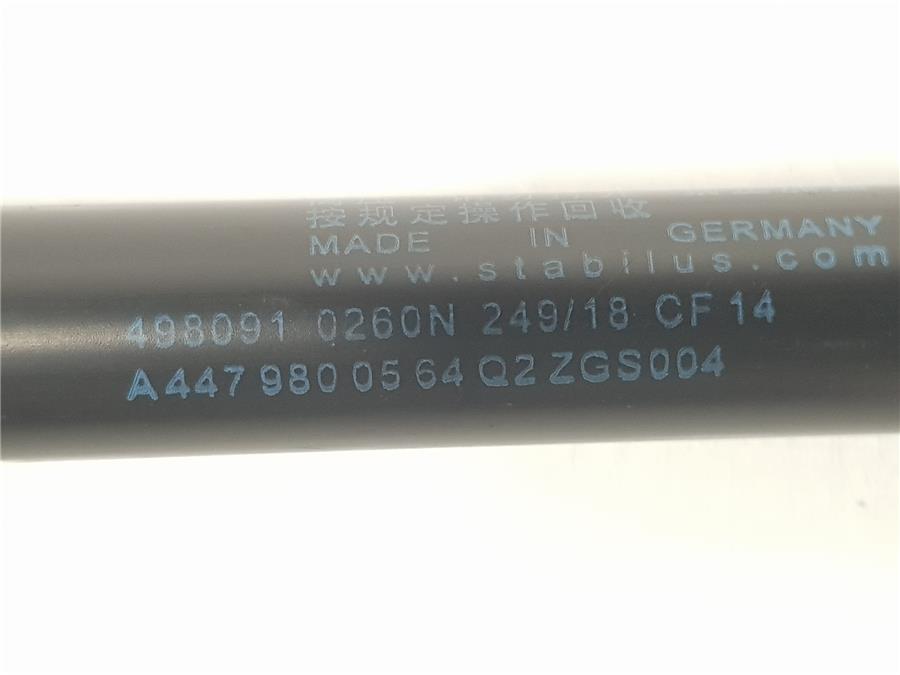 按规定操作回收
MADE IN GERMANY
www.stabilus.com
498091 0260N 249/18 CF 14
A447 980 05 64 Q2 ZGS004